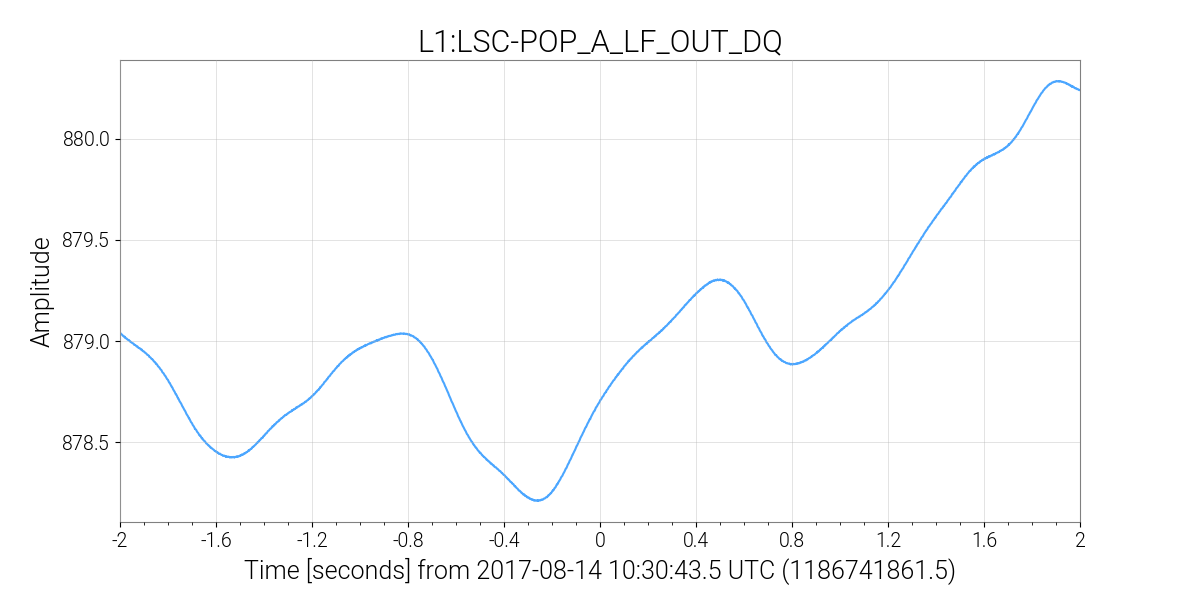 L1:LSC-POP_A_LF_OUT_DQ
Amplitude
880.0
879.5
879.0
878.5
-2 -1.6 -1.2 -0.8 -0.4 0 0.4 0.8 1.2 1.6 2
Time [seconds] from 2017-08-14 10:30:43.5 UTC (1186741861.5)